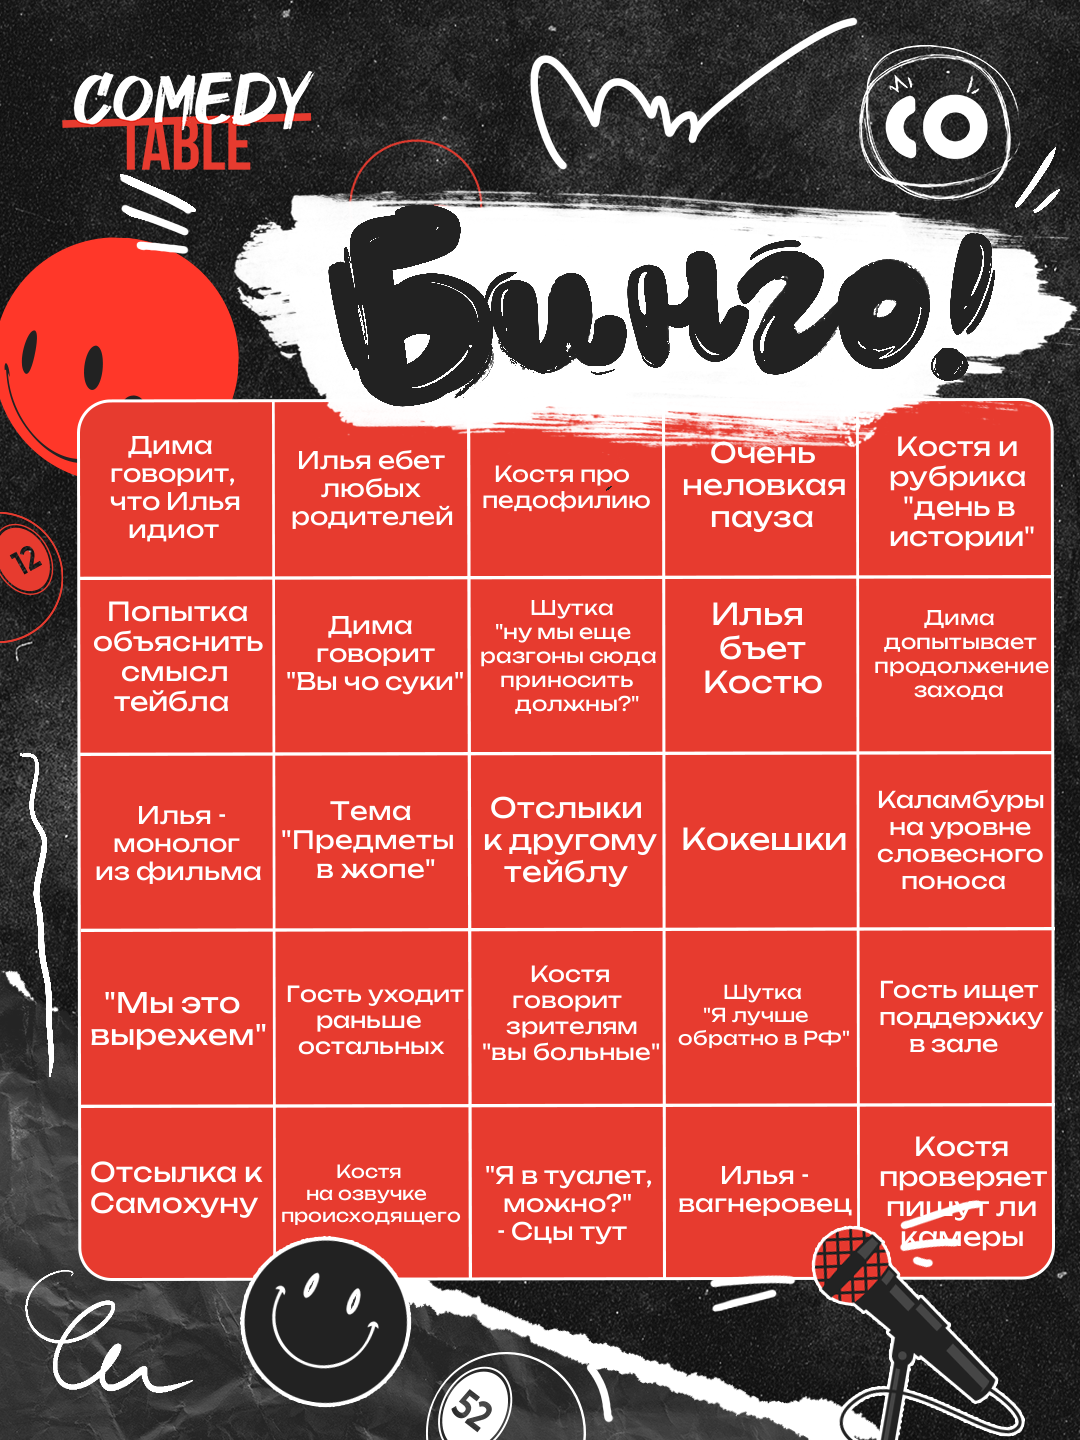 COMEDY
TABLE
CO
Бинго!
Дима
говорит,
что Илья
идиот
Илья ебет
любых
родителей
Костя про
педофилию
Очень
неловкая
пауза
Костя и
рубрика
"день в
истории"
Попытка
объяснить
смысл
тейбла
Дима
говорит
"Вы чо суки"
Шутка
"ну мы еще
разгоны сюда
приносить
должны?"
Илья
бъет
Костю
Дима
допытывает
продолжение
захода
Илья -
монолог
из фильма
Тема
"Предметы
в жопе"
Отслыки
к другому
тейблу
Кокешки
Каламбуры
на уровне
словесного
поноса
"Мы это
вырежем"
Гость уходит
раньше
остальных
Костя
говорит
зрителям
"вы больные"
Шутка
"Я лучше
обратно в РФ"
Гость ищет
поддержку
в зале
Отсылка к
Самохуну
Костя
на озвучке
происходящего
"Я в туалет,
можно?"
- Сцы тут
Илья -
вагнеровец
Костя
проверяет
пишут ли
камеры
12
52